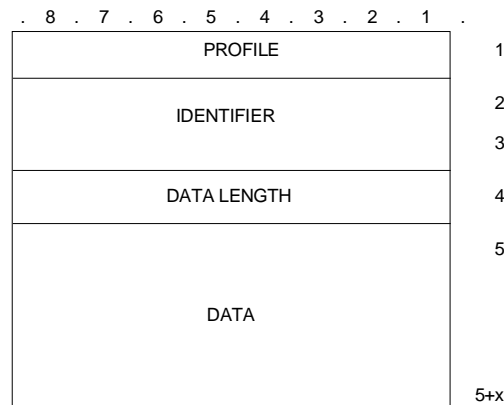 . 8 . 7 . 6 . 5 . 4 . 3 . 2 . 1 .
PROFILE 1
IDENTIFIER 2
3
DATA LENGTH 4
5
DATA
5+x